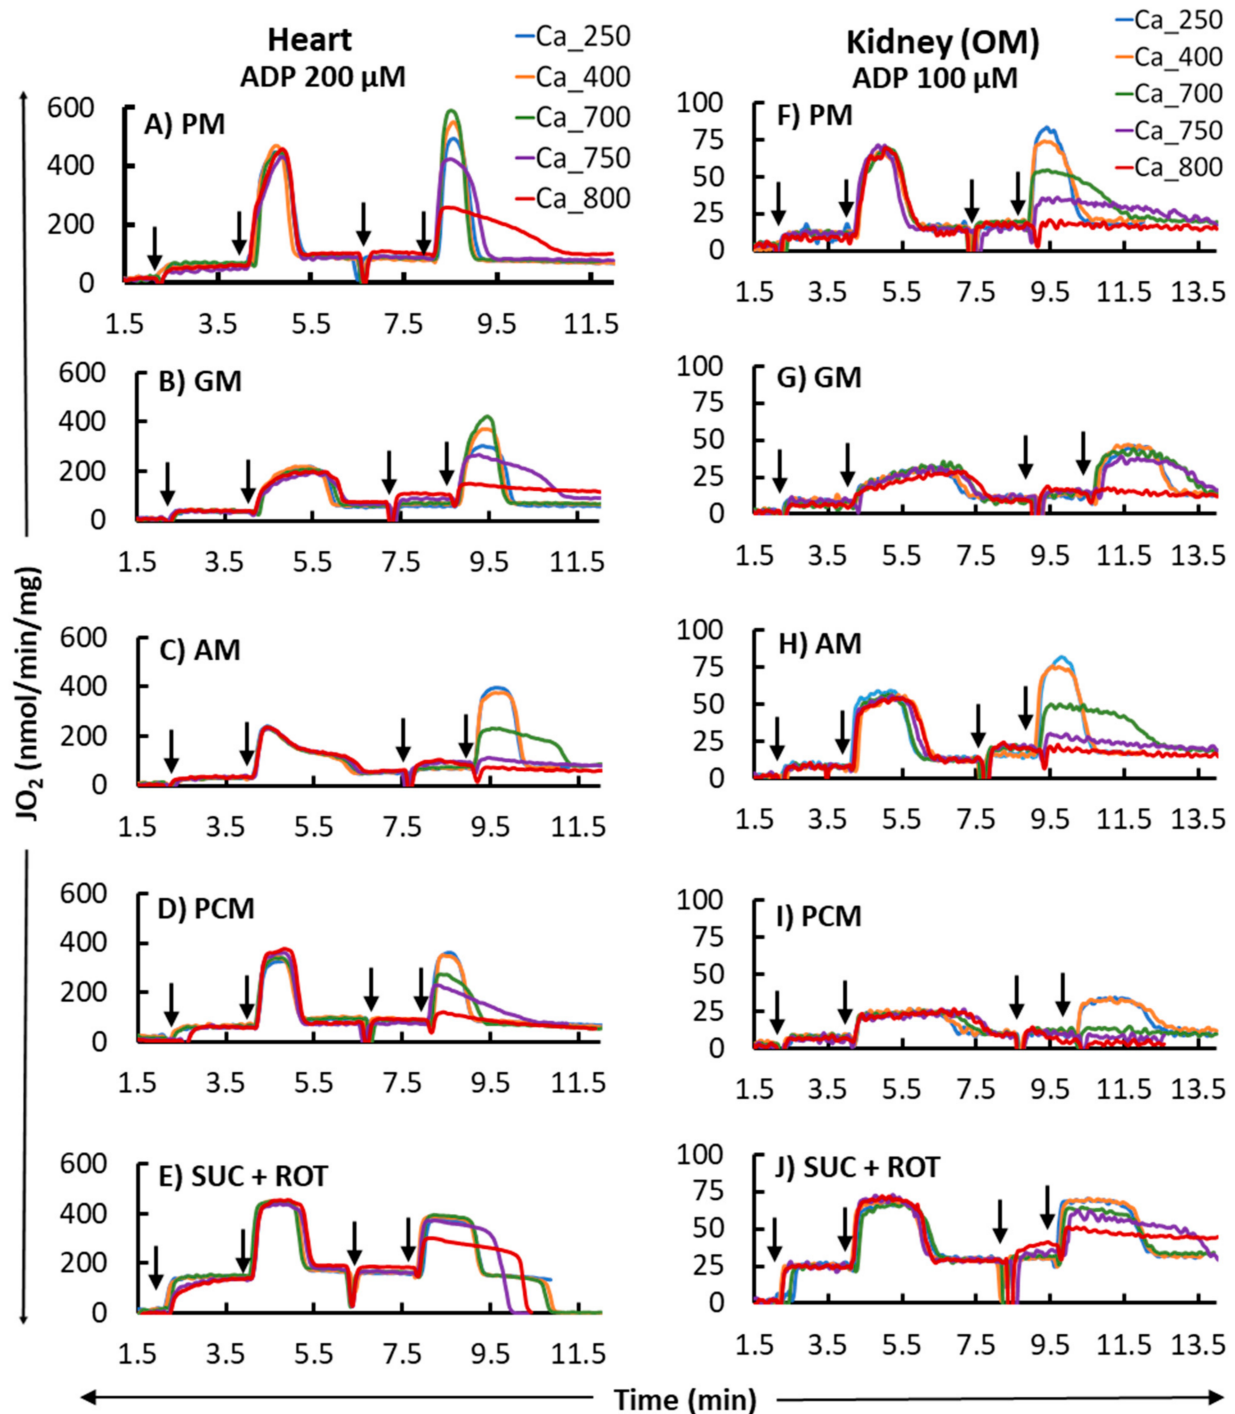 Heart
ADP 200 µM
Ca_250
Ca_400
Ca_700
Ca_750
Ca_800
Kidney (OM)
ADP 100 µM
Ca_250
Ca_400
Ca_700
Ca_750
Ca_800
JO₂ (nmol/min/mg)
A) PM
600
400
200
0
1.5 3.5 5.5 7.5 9.5 11.5
F) PM
100
75
50
25
0
1.5 3.5 5.5 7.5 9.5 11.5 13.5
B) GM
600
400
200
0
1.5 3.5 5.5 7.5 9.5 11.5
G) GM
100
75
50
25
0
1.5 3.5 5.5 7.5 9.5 11.5 13.5
C) AM
600
400
200
0
1.5 3.5 5.5 7.5 9.5 11.5
H) AM
100
75
50
25
0
1.5 3.5 5.5 7.5 9.5 11.5 13.5
D) PCM
600
400
200
0
1.5 3.5 5.5 7.5 9.5 11.5
I) PCM
100
75
50
25
0
1.5 3.5 5.5 7.5 9.5 11.5 13.5
E) SUC + ROT
600
400
200
0
1.5 3.5 5.5 7.5 9.5 11.5
J) SUC + ROT
100
75
50
25
0
1.5 3.5 5.5 7.5 9.5 11.5 13.5
Time (min)